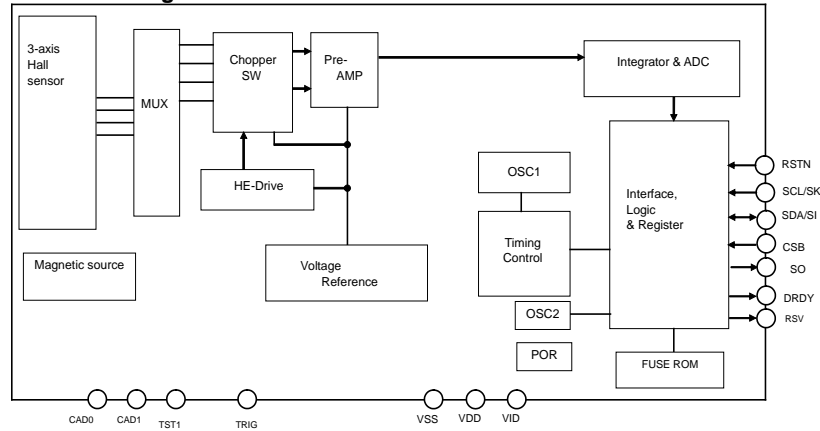 3-axis
Hall
sensor
MUX
Chopper
SW
Pre-
AMP
Integrator & ADC
HE-Drive
OSC1
Interface,
Logic
& Register
Timing
Control
Magnetic source
Voltage
Reference
OSC2
POR
FUSE ROM
RSTN
SCL/SK
SDA/SI
CSB
SO
DRDY
RSV
CAD0
CAD1
TST1
TRIG
VSS
VDD
VID